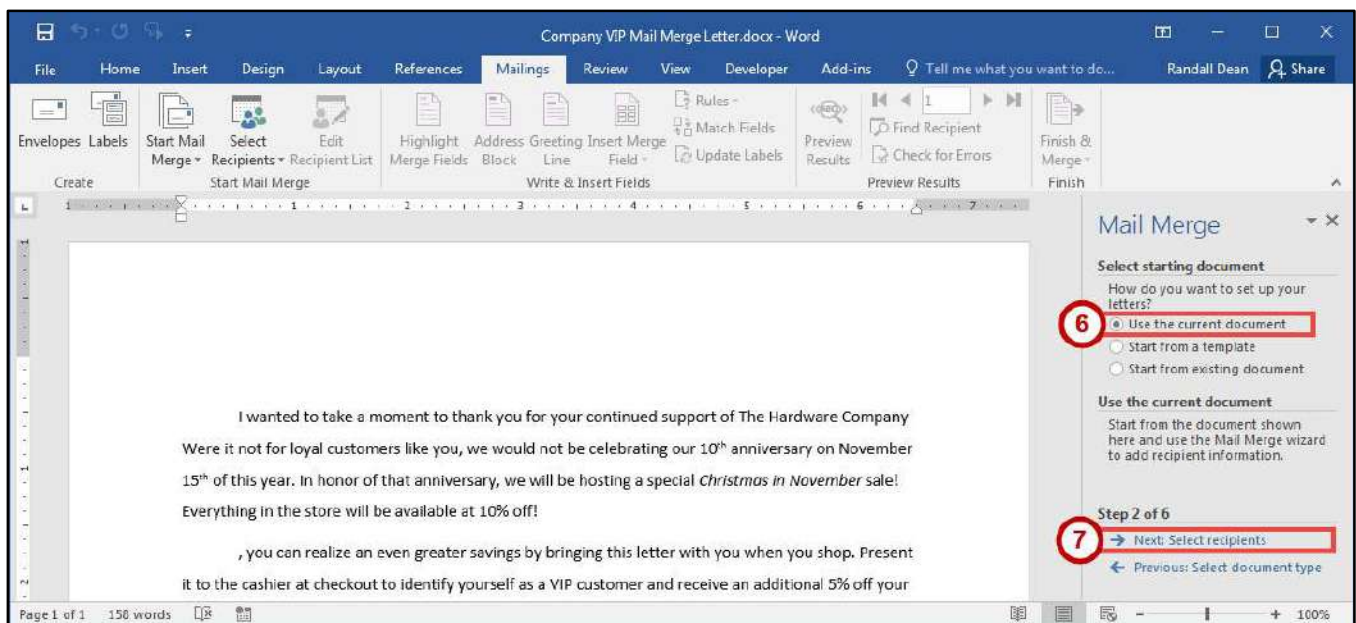 Company VIP Mail Merge Letter.docx - Word
File Home Insert Design Layout References Mailings Review View Developer Add-ins Tell me what you want to do... Randall Dean Share
Envelopes Labels Start Mail Merge Select Recipients Edit Recipient List Highlight Merge Fields Address Block Greeting Line Insert Merge Field Rules Match Fields Update Labels Preview Results 1 Find Recipient Check for Errors Finish & Merge
Create Start Mail Merge Write & Insert Fields Preview Results Finish
1 1 2 3 4 5 6 7
Mail Merge
Select starting document
How do you want to set up your
letters?
6 Use the current document
Start from a template
Start from existing document
Use the current document
Start from the document shown
here and use the Mail Merge wizard
to add recipient information.
Step 2 of 6
7 Next: Select recipients
Previous: Select document type
1
1
2
I wanted to take a moment to thank you for your continued support of The Hardware Company
Were it not for loyal customers like you, we would not be celebrating our 10th anniversary on November
15th of this year. In honor of that anniversary, we will be hosting a special Christmas in November sale!
Everything in the store will be available at 10% off!
, you can realize an even greater savings by bringing this letter with you when you shop. Present
it to the cashier at checkout to identify yourself as a VIP customer and receive an additional 5% off your
Page 1 of 1 158 words 100%